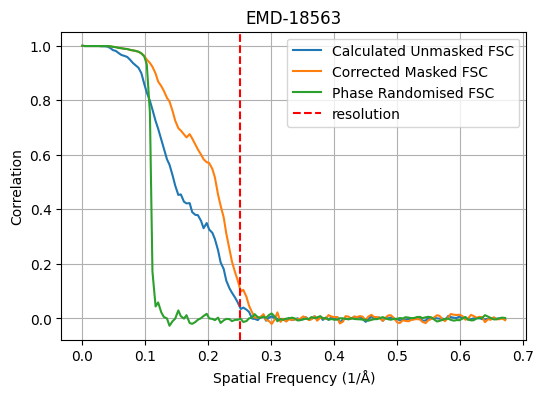 EMD-18563
1.0
0.8
0.6
0.4
0.2
0.0
Correlation
Calculated Unmasked FSC
Corrected Masked FSC
Phase Randomised FSC
resolution
0.0 0.1 0.2 0.3 0.4 0.5 0.6 0.7
Spatial Frequency (1/Å)